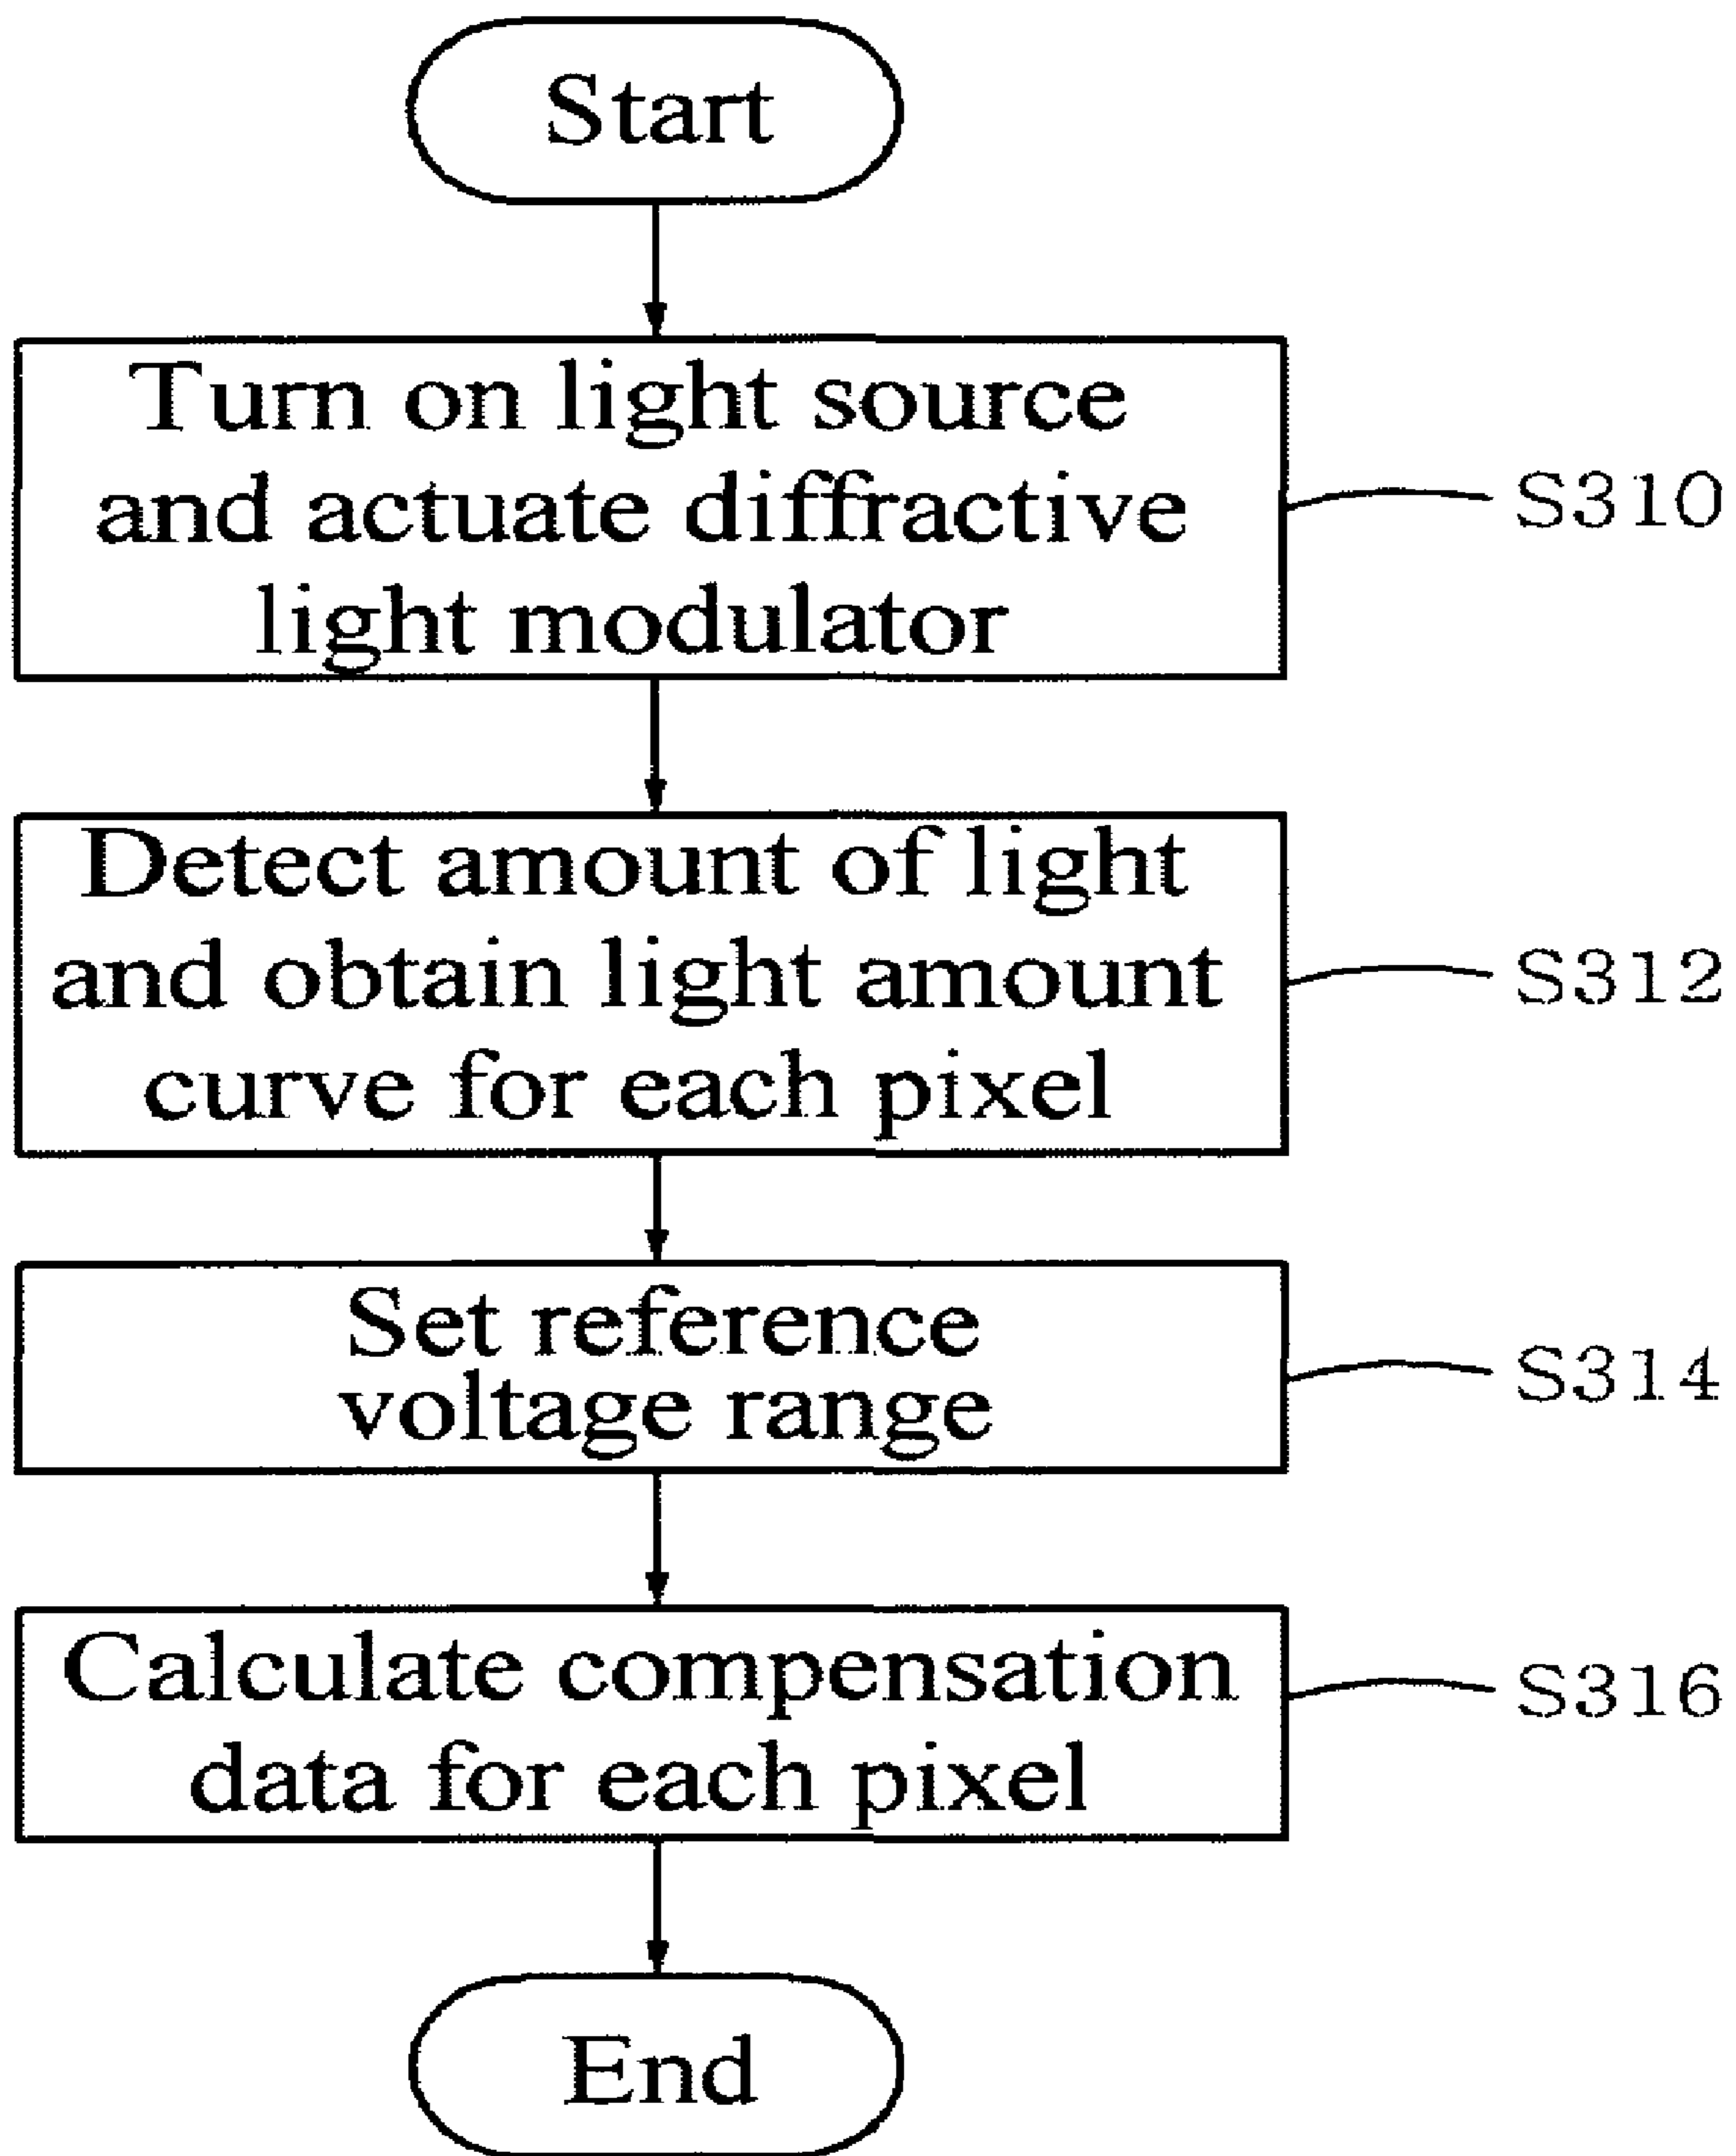 Start
Turn on light source
and actuate diffractive
light modulator
S310
Detect amount of light
and obtain light amount
curve for each pixel
S312
Set reference
voltage range
S314
Calculate compensation
data for each pixel
S316
End